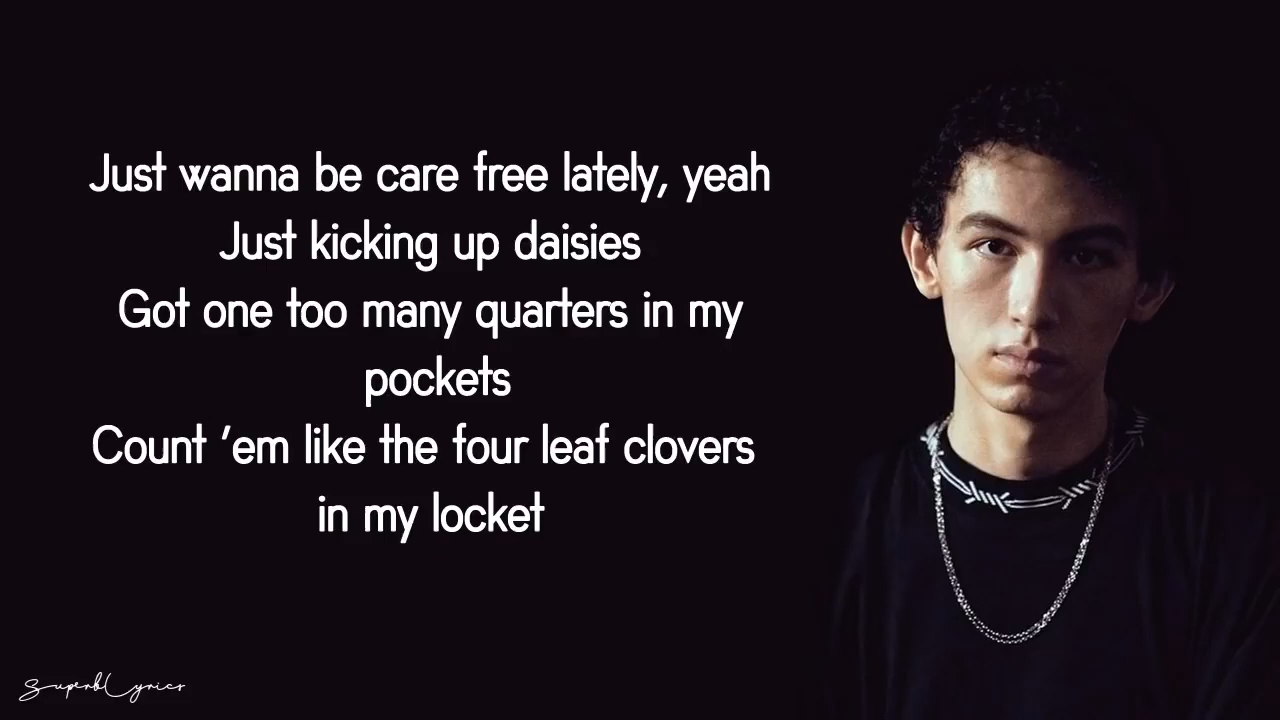 Just wanna be care free lately, yeah
Just kicking up daisies
Got one too many quarters in my
pockets
Count 'em like the four leaf clovers
in my locket
SuperbLyrics